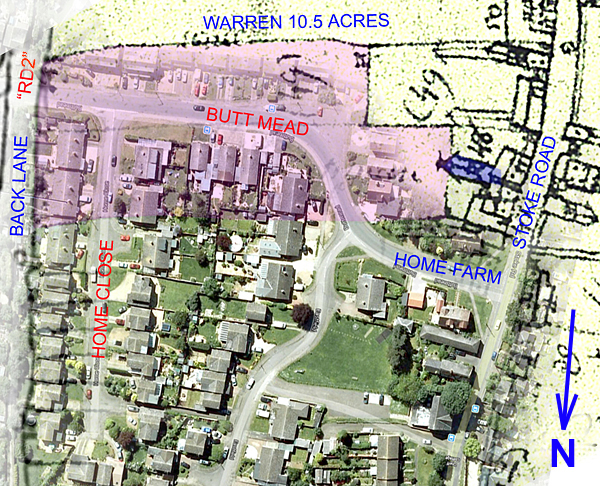 WARREN 10.5 ACRES
"RD2"
BUTT MEAD
BACK LANE
STOKE ROAD
HOME FARM
HOME CLOSE
N